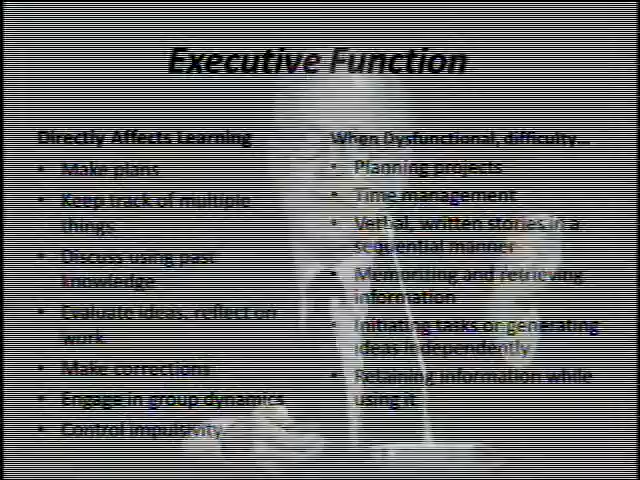 Executive Function
Directly Affects Learning
• Make plans
• Keep track of multiple
things
• Discuss using past
knowledge
• Evaluate ideas, reflect on
work
• Make corrections
• Engage in group dynamics
• Control impulsivity
When Dysfunctional, difficulty...
• Planning projects
• Time management
• Verbal, written stories in a
sequential manner
• Memorizing and retrieving
information
• Initiating tasks or generating
ideas independently
• Retaining information while
using it